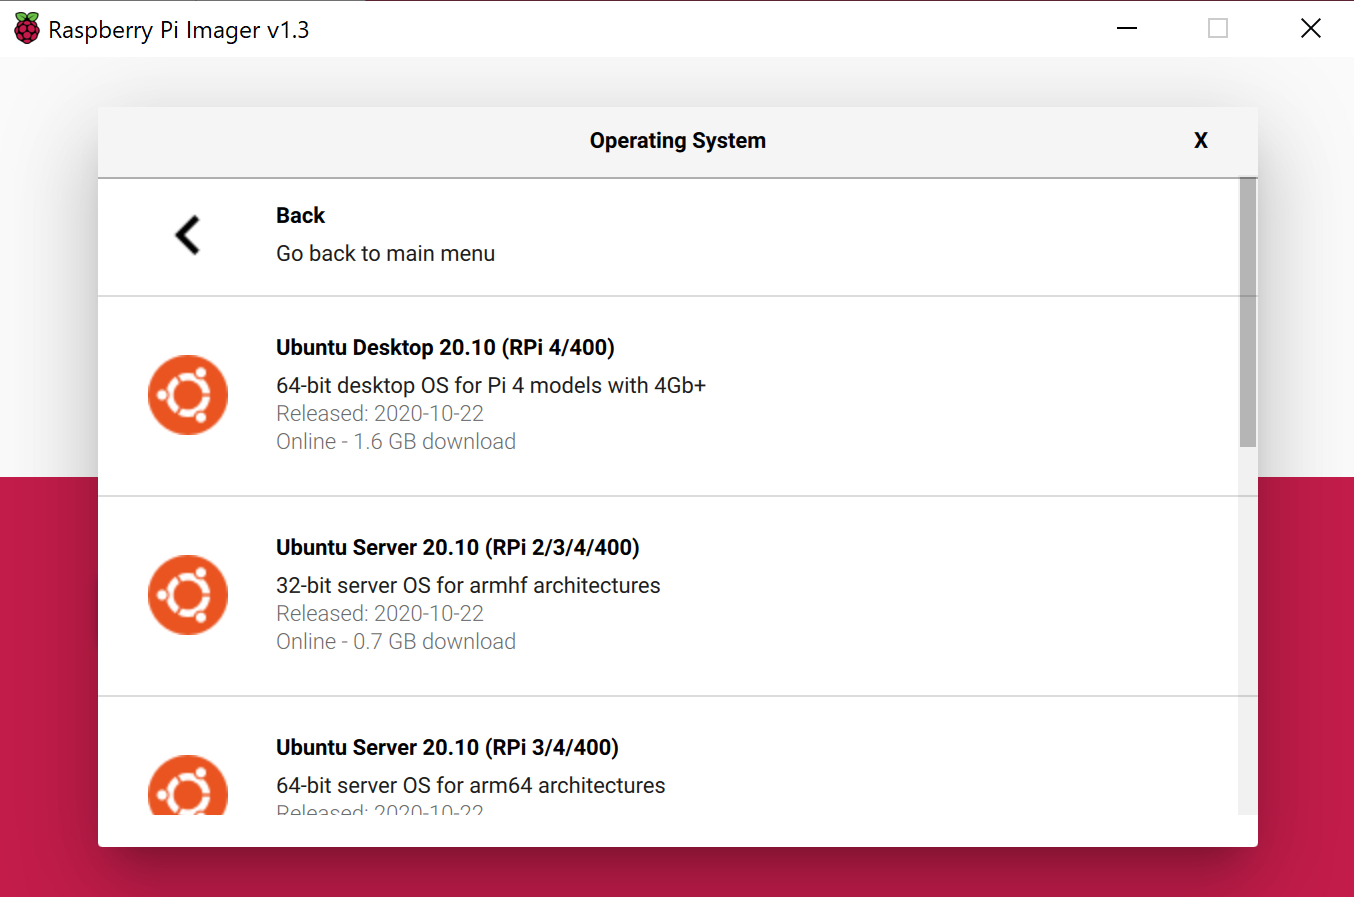 Raspberry Pi Imager v1.3
Operating System X
Back
Go back to main menu
Ubuntu Desktop 20.10 (RPi 4/400)
64-bit desktop OS for Pi 4 models with 4Gb+
Released: 2020-10-22
Online - 1.6 GB download
Ubuntu Server 20.10 (RPi 2/3/4/400)
32-bit server OS for armhf architectures
Released: 2020-10-22
Online - 0.7 GB download
Ubuntu Server 20.10 (RPi 3/4/400)
64-bit server OS for arm64 architectures
Released: 2020-10-22